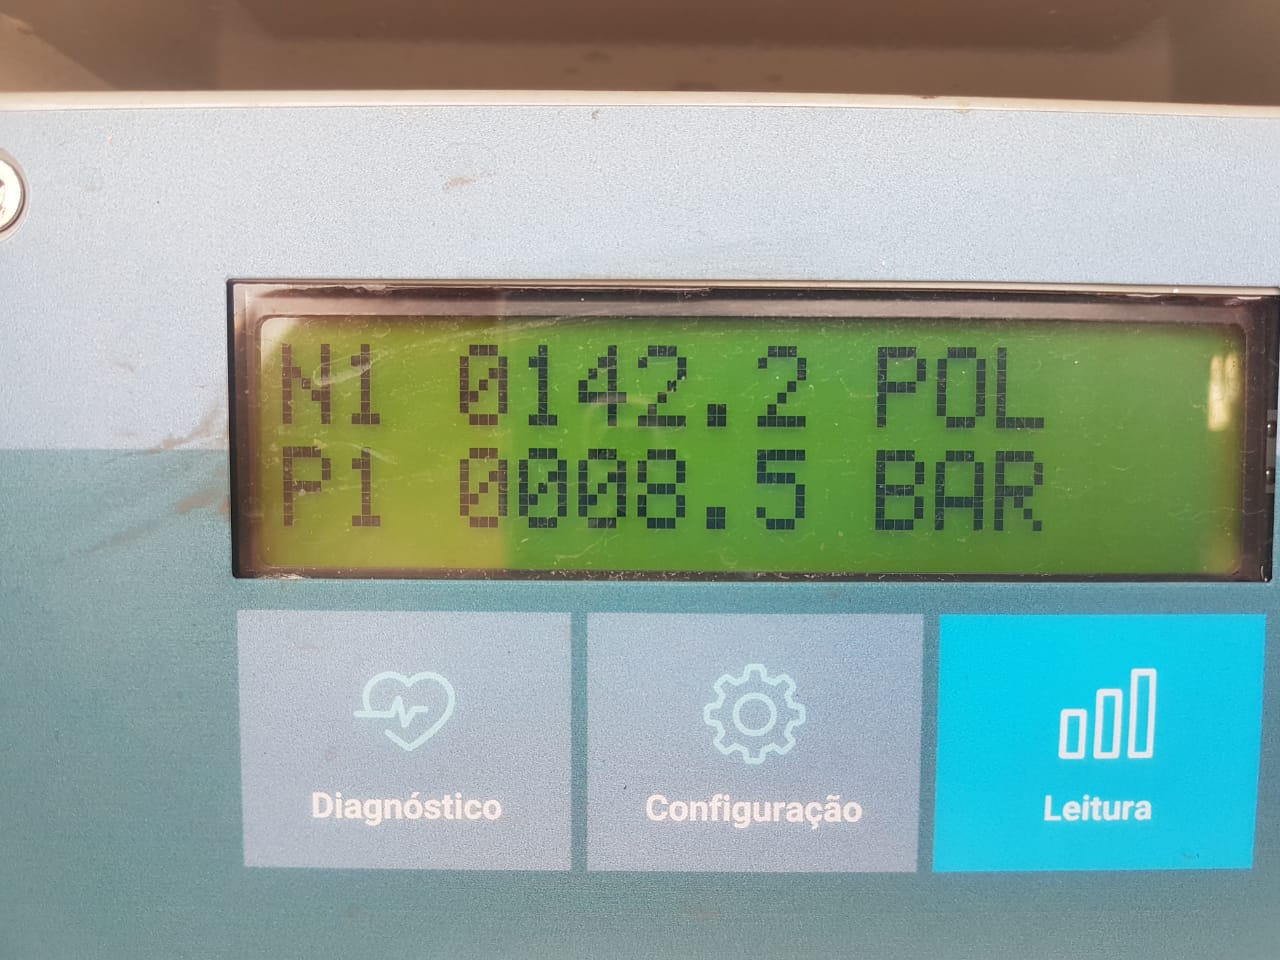 N1 0142.2 POL
P1 0008.5 BAR
Diagnóstico
Configuração
Leitura